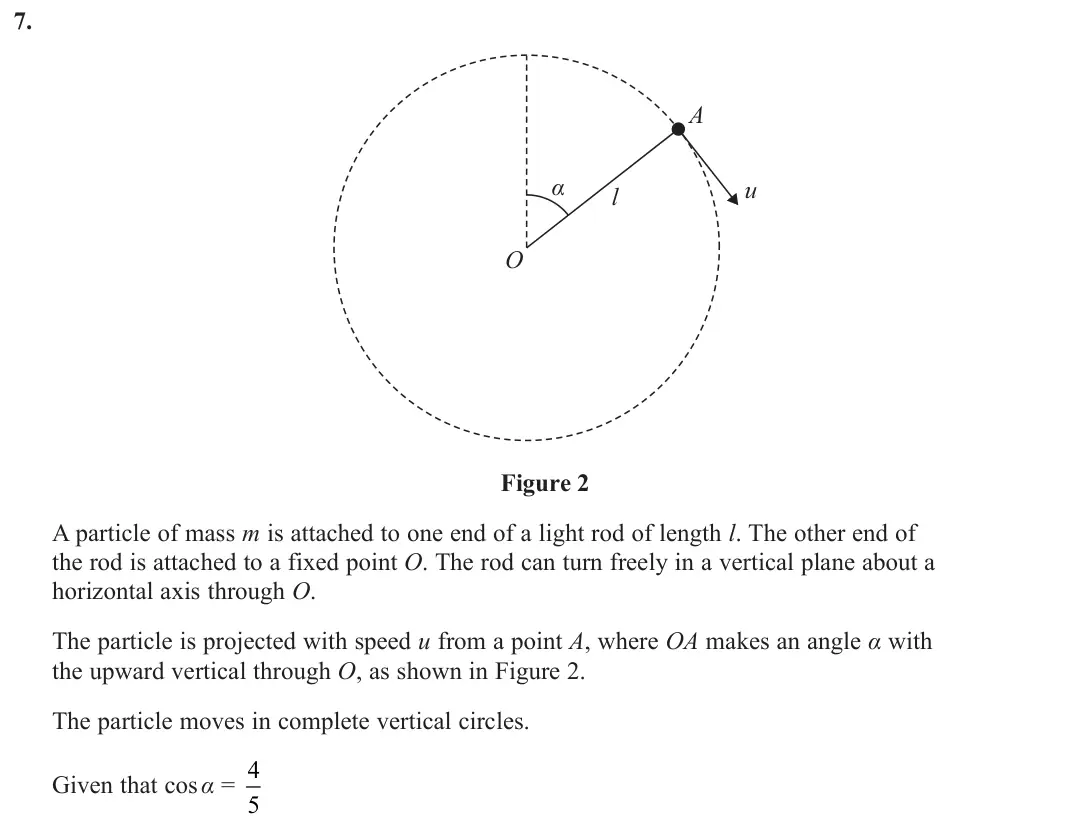 7.
A
α
l
u
O
Figure 2
A particle of mass m is attached to one end of a light rod of length l. The other end of
the rod is attached to a fixed point O. The rod can turn freely in a vertical plane about a
horizontal axis through O.
The particle is projected with speed u from a point A, where OA makes an angle α with
the upward vertical through O, as shown in Figure 2.
The particle moves in complete vertical circles.
Given that cos α = 4/5